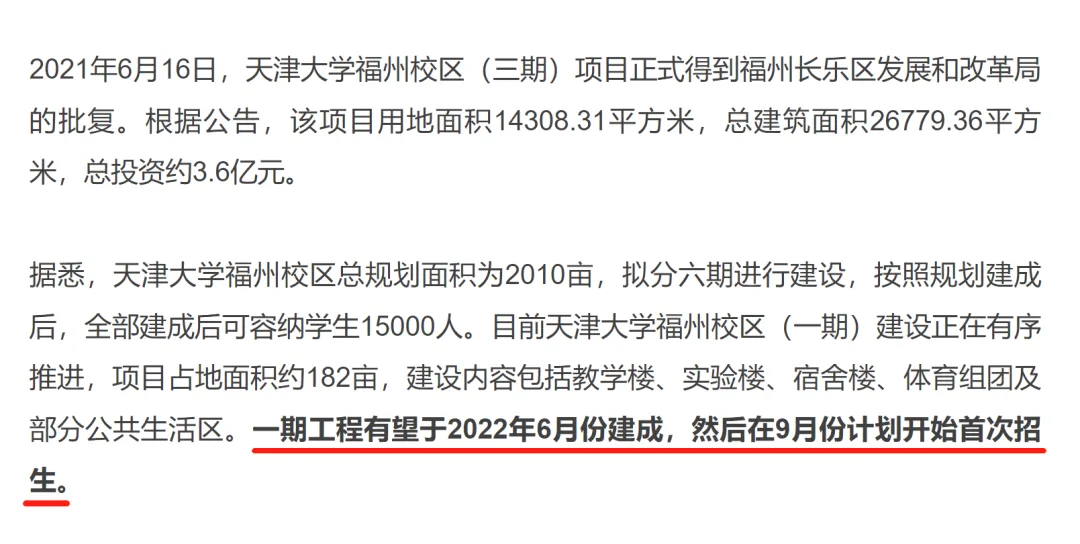 2021年6月16日，天津大学福州校区（三期）项目正式得到福州长乐区发展和改革局
的批复。根据公告，该项目用地面积14308.31平方米，总建筑面积26779.36平方
米，总投资约3.6亿元。
据悉，天津大学福州校区总规划面积为2010亩，拟分六期进行建设，按照规划建成
后，全部建成后可容纳学生15000人。目前天津大学福州校区（一期）建设正在有序
推进，项目占地面积约182亩，建设内容包括教学楼、实验楼、宿舍楼、体育组团及
部分公共生活区。一期工程有望于2022年6月份建成，然后在9月份计划开始首次招
生。